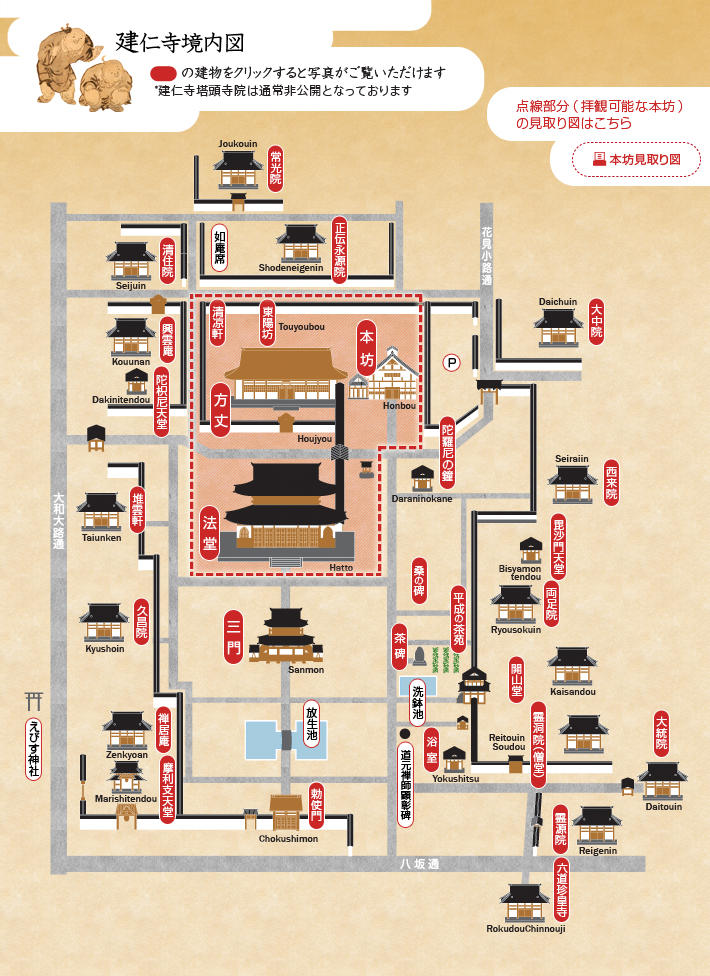 建仁寺境内図
の建物をクリックすると写真がご覧いただけます
*建仁寺塔頭寺院は通常非公開となっております
点線部分（拝観可能な本坊）
の見取り図はこちら
本坊見取り図
Joukouin
常光院
清住院
Seijuin
如庵席
Shodeneigenin
正伝永源院
花見小路通
Daichuin
大中院
興雲庵
Kouunan
陀枳尼天堂
Dakinitendou
清涼軒
東陽坊
Touyoubou
本坊
Honbou
方丈
Houjyou
P
陀羅尼の鐘
Daraninokane
Seiraiin
西来院
大和大路通
堆雲軒
Taiunken
法堂
Hatto
毘沙門天堂
Bisyamon
tendou
両足院
Ryousokuin
桑の碑
平成の茶苑
茶碑
久昌院
Kyushoin
三門
Sanmon
開山堂
Kaisandou
洗鉢池
えびす神社
禅居庵
Zenkyoan
摩利支天堂
Marishitendou
放生池
道元禅師顕彰碑
浴室
Yokushitsu
Reitouin
Soudou
霊洞院(僧堂)
大統院
Daitouin
勅使門
Chokushimon
霊源院
Reigenin
八坂通
六道珍皇寺
RokudouChinnouji